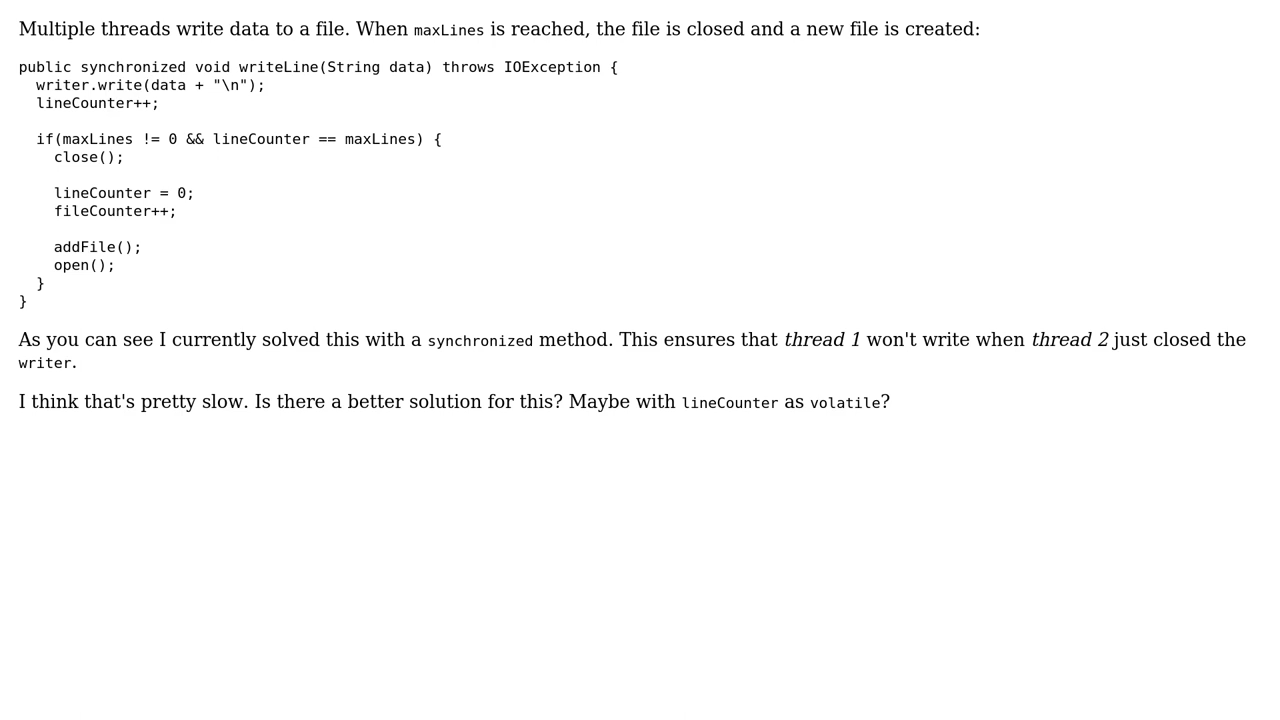 Multiple threads write data to a file. When maxLines is reached, the file is closed and a new file is created:
public synchronized void writeLine(String data) throws IOException {
  writer.write(data + "\n");
  lineCounter++;

  if(maxLines != 0 && lineCounter == maxLines) {
    close();

    lineCounter = 0;
    fileCounter++;

    addFile();
    open();
  }
}
As you can see I currently solved this with a synchronized method. This ensures that thread 1 won't write when thread 2 just closed the
writer.
I think that's pretty slow. Is there a better solution for this? Maybe with lineCounter as volatile?